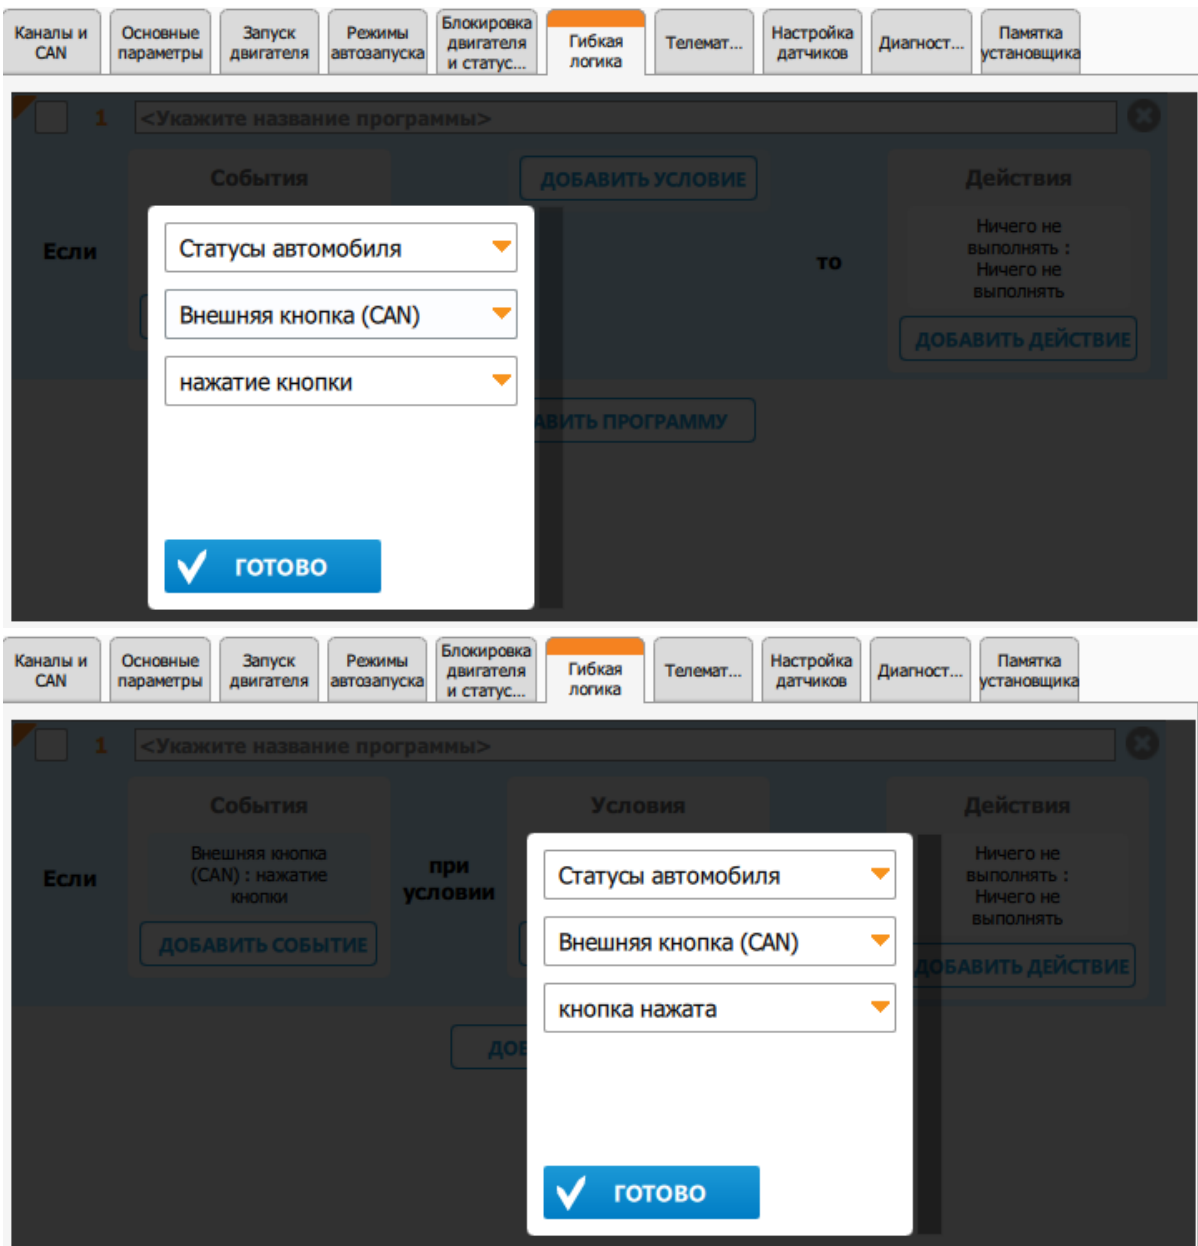 Каналы и
CAN
Основные
параметры
Запуск
двигателя
Режимы
автозапуска
Блокировка
двигателя
и статус...
Гибкая
логика
Телемат...
Настройка
датчиков
Диагност...
Памятка
установщика
1
<Укажите название программы>
События
ДОБАВИТЬ УСЛОВИЕ
Действия
Если
то
Ничего не
выполнять :
Ничего не
выполнять
ДОБАВИТЬ ДЕЙСТВИЕ
Статусы автомобиля
Внешняя кнопка (CAN)
нажатие кнопки
ГОТОВО
АВИТЬ ПРОГРАММУ
Каналы и
CAN
Основные
параметры
Запуск
двигателя
Режимы
автозапуска
Блокировка
двигателя
и статус...
Гибкая
логика
Телемат...
Настройка
датчиков
Диагност...
Памятка
установщика
1
<Укажите название программы>
События
Условия
Действия
Если
Внешняя кнопка
(CAN) : нажатие
кнопки
ДОБАВИТЬ СОБЫТИЕ
при
условии
Ничего не
выполнять :
Ничего не
выполнять
ДОБАВИТЬ ДЕЙСТВИЕ
Статусы автомобиля
Внешняя кнопка (CAN)
кнопка нажата
ГОТОВО
ДОБ